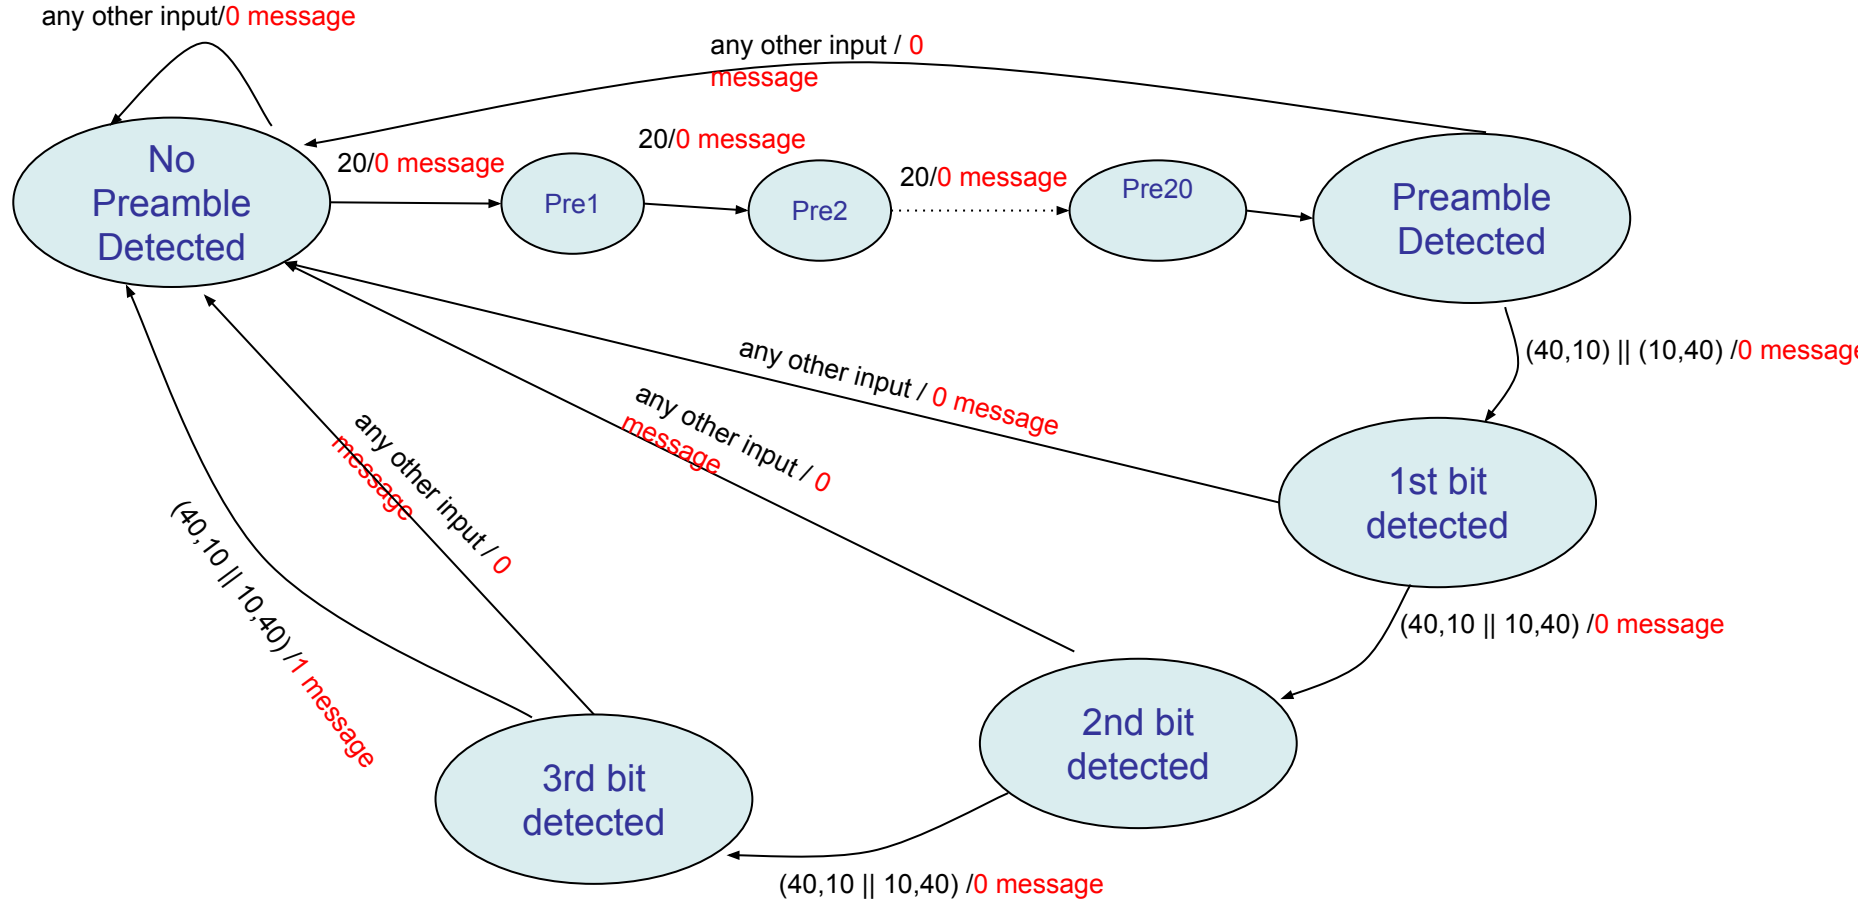 any other input/0 message
any other input / 0
message
20/0 message
20/0 message
20/0 message
No
Preamble
Detected
Pre1
Pre2
Pre20
Preamble
Detected
(40,10) || (10,40) /0 message
any other input / 0 message
any other input / 0
message
any other input / 0
message
(40,10 || 10,40) /1 message
1st bit
detected
(40,10 || 10,40) /0 message
2nd bit
detected
3rd bit
detected
(40,10 || 10,40) /0 message